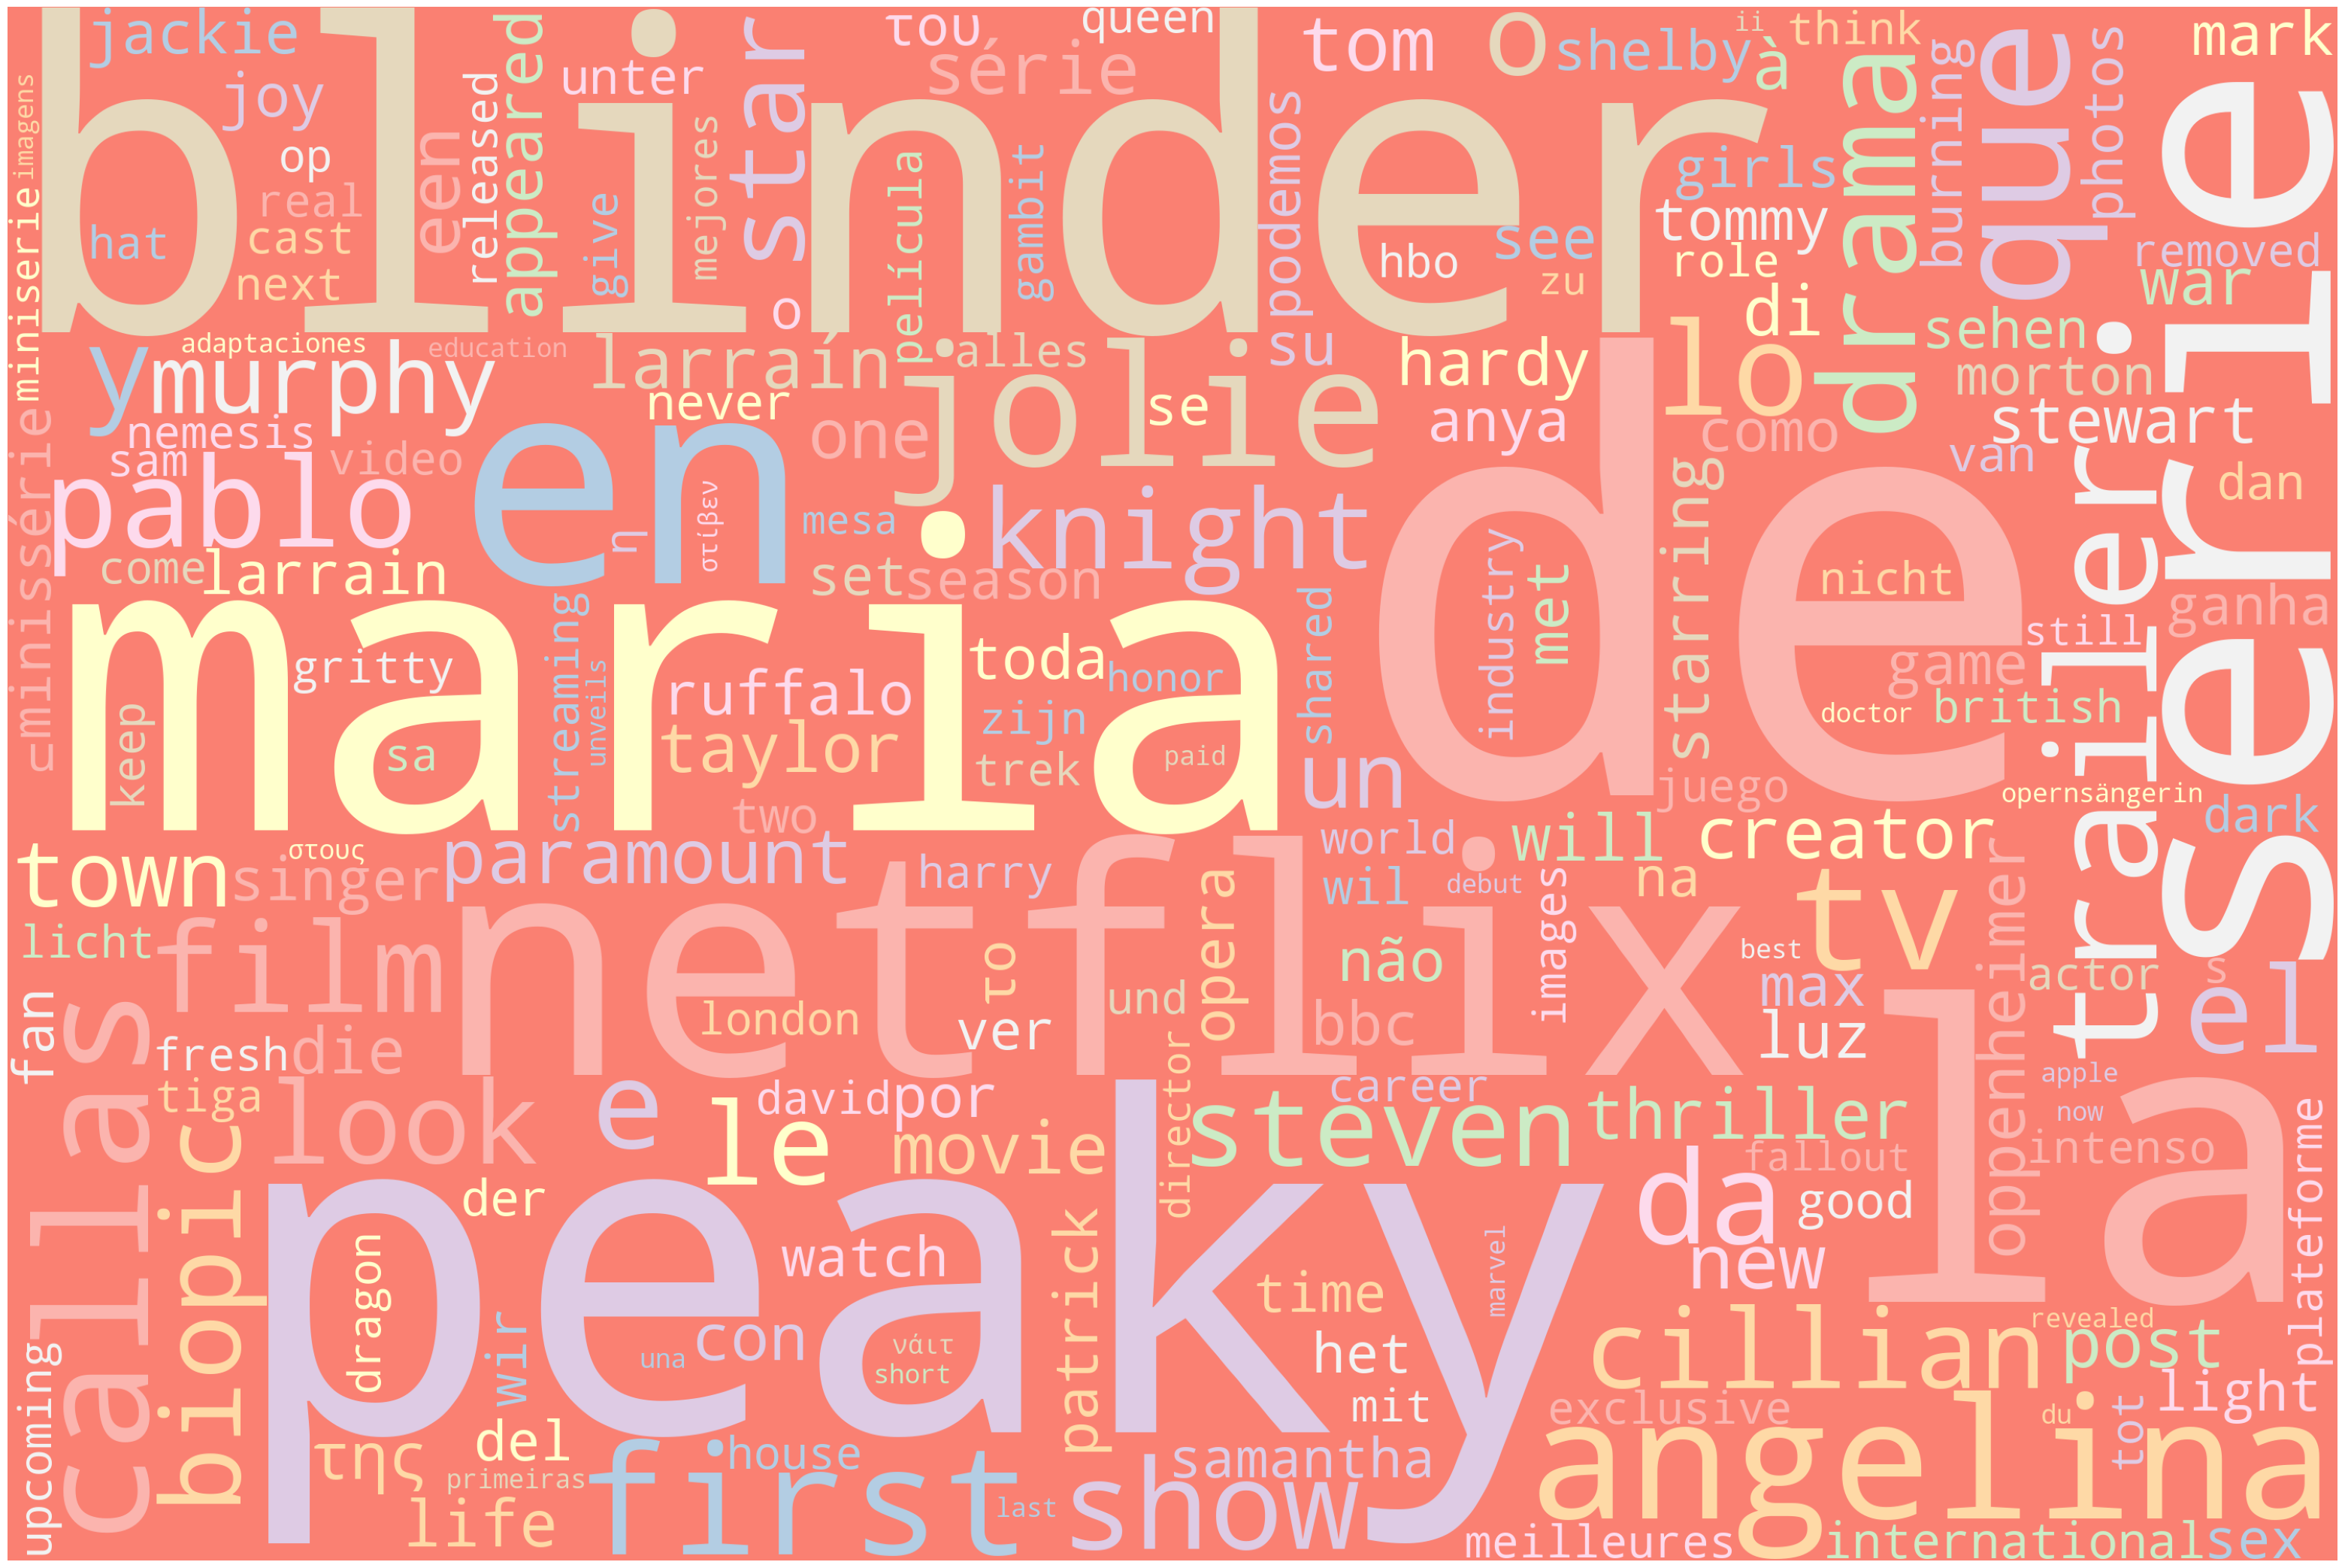 blinder
peaky
maria
de
netflix
la
serie
en
angelina
jolie
callas
first
film
trailer
que
drama
star
tv
el
da
show
steven
cillian
biopic
look
knight
pablo
murphy
y
lo
le
e
o
un
paramount
town
creator
thriller
taylor
ruffalo
jackie
joy
op
real
hat
cast
next
een
released
appeared
unter
give
mejores
του
série
película
queen
gambit
podemos
su
tom
hbo
shelby
ii
think
à
girls
tommy
see
role
zu
di
burning
photos
mark
removed
war
sehen
morton
stewart
van
dan
imagens
miniserie
minissérie
adaptaciones
education
larraín
alles
never
one
se
hardy
anya
como
nemesis
sam
video
come
larrain
η
στίβεν
mesa
set
season
industry
met
starring
nicht
ganha
still
game
british
doctor
juego
opernsängerin
dark
gritty
keep
sa
streaming
unveils
toda
honor
zijn
trek
paid
shared
two
στους
singer
harry
world
wil
debut
will
na
licht
fan
fresh
die
tiga
london
το
ver
und
opera
não
bbc
images
best
max
luz
oppenheimer
actor
s
david
por
movie
director
career
fallout
good
apple
now
intenso
plateforme
der
dragon
wir
watch
con
una
νάιτ
short
patrick
time
het
mit
marvel
new
revealed
post
exclusive
du
tot
light
upcoming
της
del
primeiras
life
house
last
samantha
meilleures
international
sex
o
c